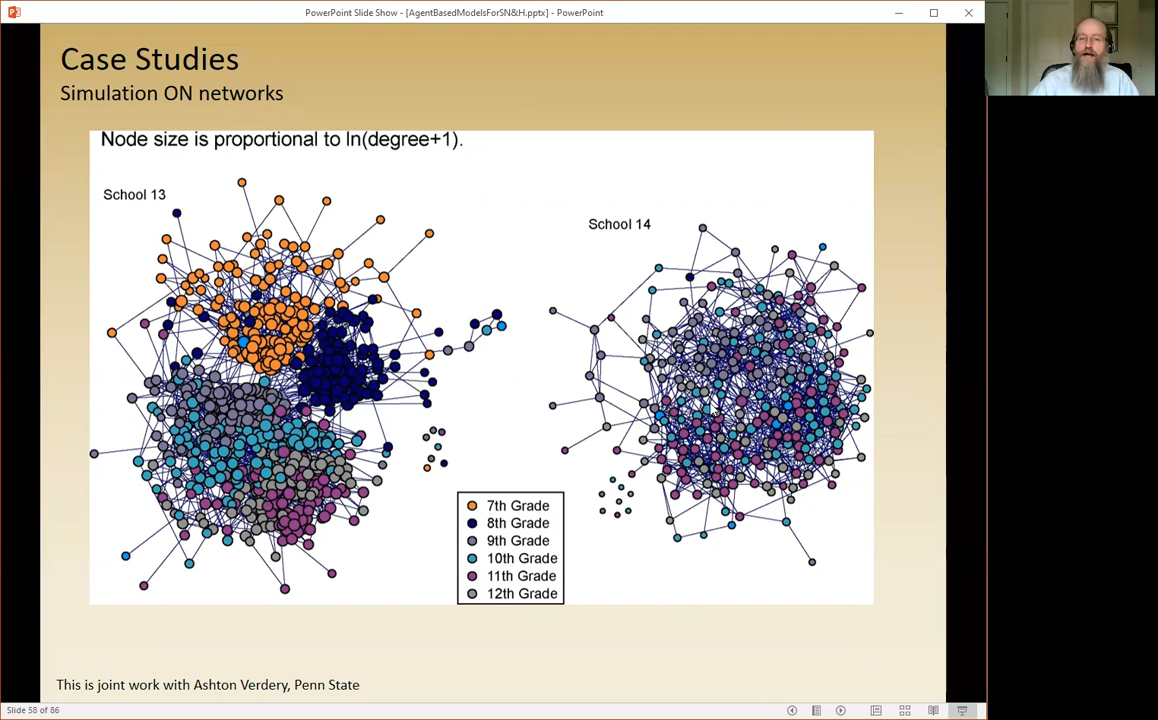 PowerPoint Slide Show - [AgentBasedModelsForSN&H.pptx] - PowerPoint
Case Studies
Simulation ON networks
Node size is proportional to ln(degree+1).
School 13
School 14
7th Grade
8th Grade
9th Grade
10th Grade
11th Grade
12th Grade
This is joint work with Ashton Verdery, Penn State
Slide 58 of 86